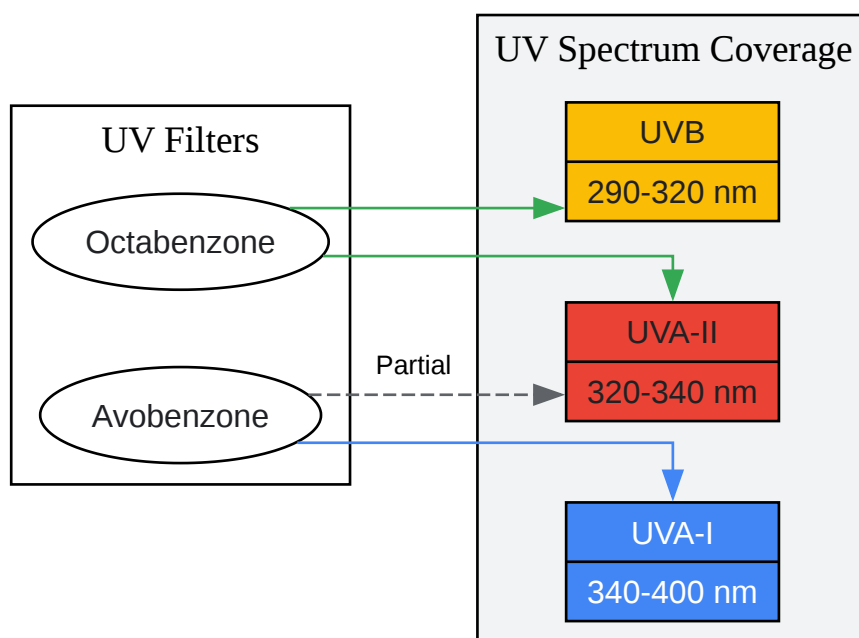 UV Spectrum Coverage
UV Filters
UVB
290-320 nm
Octabenzone
UVA-II
320-340 nm
Partial
Avobenzone
UVA-I
340-400 nm